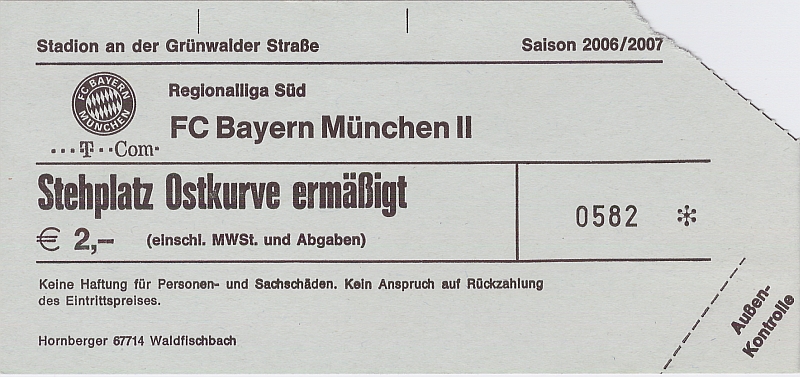 Stadion an der Grünwalder Straße
Saison 2006/2007
FC BAYERN MÜNCHEN
Regionalliga Süd
FC Bayern München II
···T··Com·
Stehplatz Ostkurve ermäßigt
€ 2,– (einschl. MWSt. und Abgaben)
0582 *
Keine Haftung für Personen- und Sachschäden. Kein Anspruch auf Rückzahlung
des Eintrittspreises.
Hornberger 67714 Waldfischbach
Außen-
Kontrolle